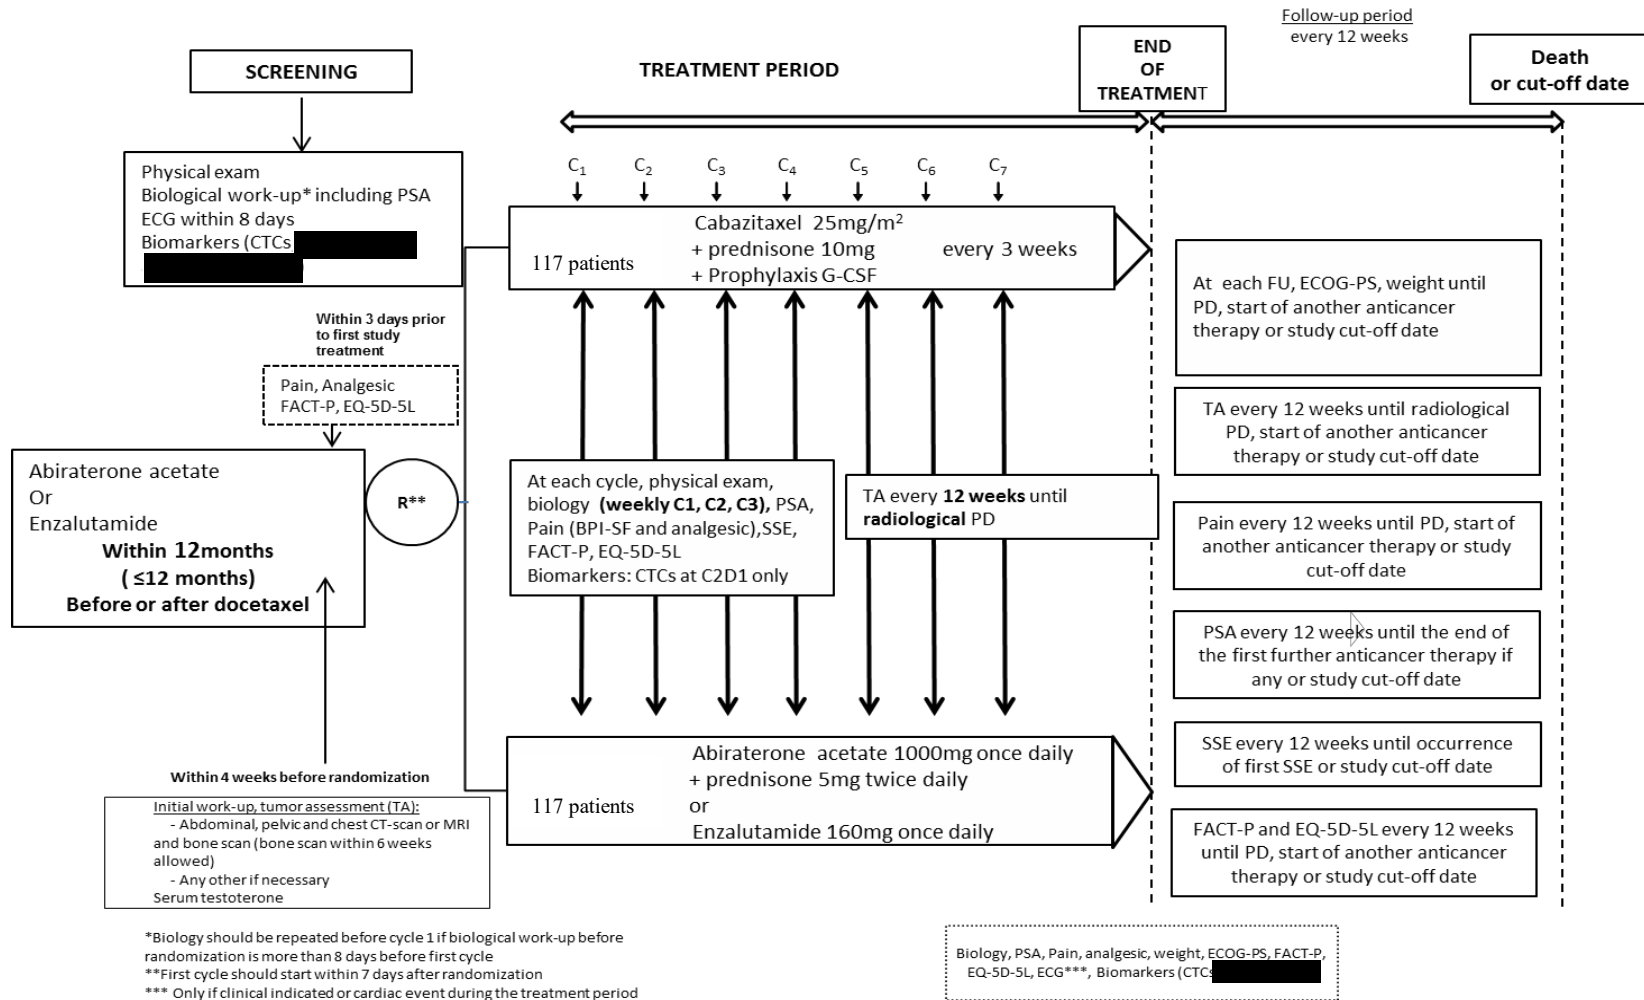 Follow-up period
every 12 weeks
SCREENING
TREATMENT PERIOD
END
OF
TREATMENT
Death
or cut-off date
Physical exam
Biological work-up* including PSA
ECG within 8 days
Biomarkers (CTCs
C1
C2
C3
C4
C5
C6
C7
Cabazitaxel 25mg/m²
+ prednisone 10mg every 3 weeks
117 patients
+ Prophylaxis G-CSF
Within 3 days prior
to first study
treatment
Pain, Analgesic
FACT-P, EQ-5D-5L
Abiraterone acetate
Or
Enzalutamide
Within 12months
( ≤12 months)
Before or after docetaxel
R**
At each cycle, physical exam,
biology (weekly C1, C2, C3), PSA,
Pain (BPI-SF and analgesic),SSE,
FACT-P, EQ-5D-5L
Biomarkers: CTCs at C2D1 only
TA every 12 weeks until
radiological PD
At each FU, ECOG-PS, weight until
PD, start of another anticancer
therapy or study cut-off date
TA every 12 weeks until radiological
PD, start of another anticancer
therapy or study cut-off date
Pain every 12 weeks until PD, start of
another anticancer therapy or study
cut-off date
PSA every 12 weeks until the end of
the first further anticancer therapy if
any or study cut-off date
SSE every 12 weeks until occurrence
of first SSE or study cut-off date
FACT-P and EQ-5D-5L every 12 weeks
until PD, start of another anticancer
therapy or study cut-off date
Abiraterone acetate 1000mg once daily
+ prednisone 5mg twice daily
117 patients
or
Enzalutamide 160mg once daily
Within 4 weeks before randomization
Initial work-up, tumor assessment (TA):
- Abdominal, pelvic and chest CT-scan or MRI
and bone scan (bone scan within 6 weeks
allowed)
- Any other if necessary
Serum testoterone
*Biology should be repeated before cycle 1 if biological work-up before
randomization is more than 8 days before first cycle
**First cycle should start within 7 days after randomization
*** Only if clinical indicated or cardiac event during the treatment period
Biology, PSA, Pain, analgesic, weight, ECOG-PS, FACT-P,
EQ-5D-5L, ECG***, Biomarkers (CTCs